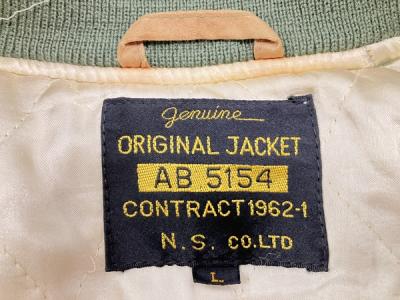 genuine
ORIGINAL JACKET
AB 5154
CONTRACT 1962-1
N.S. CO.LTD
L